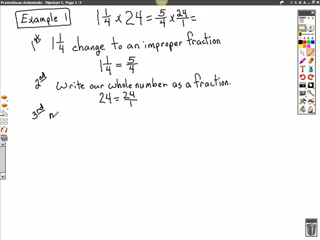 Promethean ActivStudio - Flipchart 1, Page 2 / 2
Example 1
1 1/4 x 24 = 5/4 x 24/1 =
1st 1 1/4 change to an improper fraction
1 1/4 = 5/4
2nd Write our whole number as a fraction.
24 = 24/1
3rd